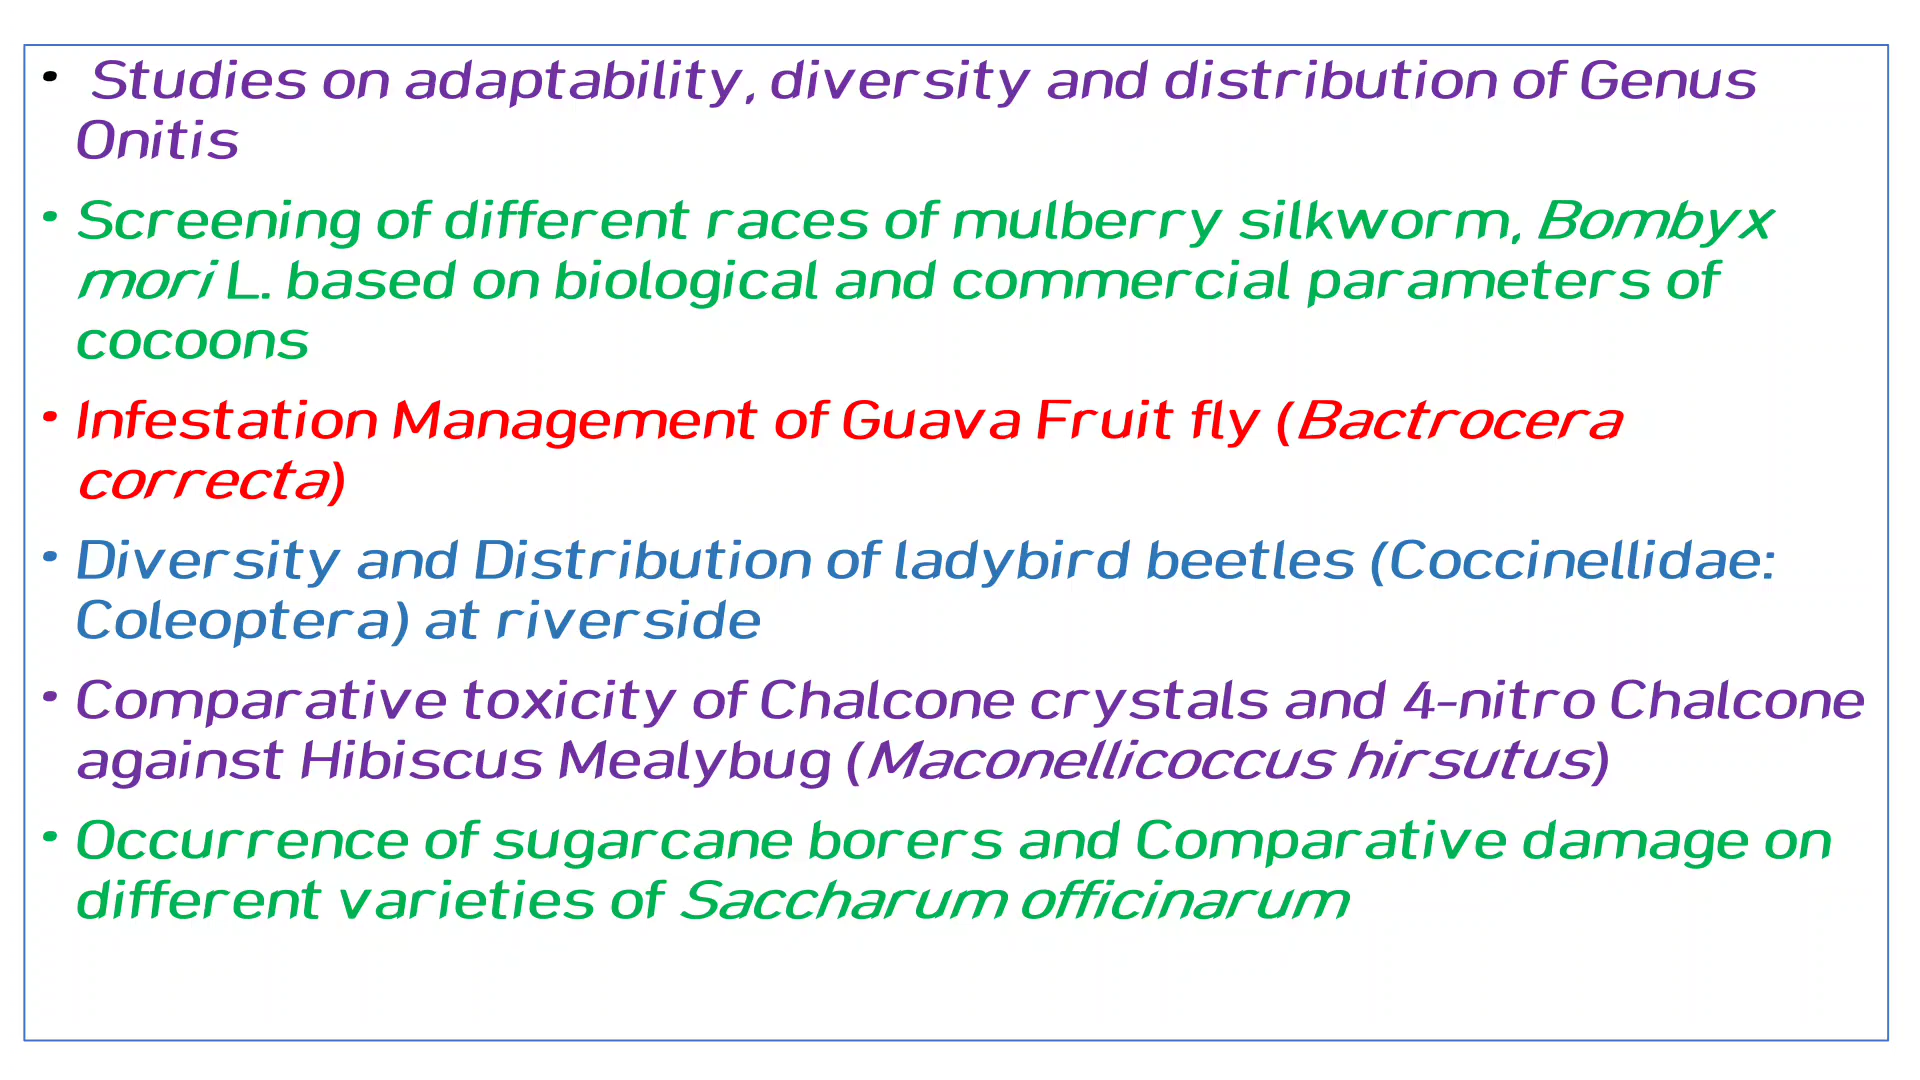 • Studies on adaptability, diversity and distribution of Genus
Onitis
• Screening of different races of mulberry silkworm, Bombyx
mori L. based on biological and commercial parameters of
cocoons
• Infestation Management of Guava Fruit fly (Bactrocera
correcta)
• Diversity and Distribution of ladybird beetles (Coccinellidae:
Coleoptera) at riverside
• Comparative toxicity of Chalcone crystals and 4-nitro Chalcone
against Hibiscus Mealybug (Maconellicoccus hirsutus)
• Occurrence of sugarcane borers and Comparative damage on
different varieties of Saccharum officinarum